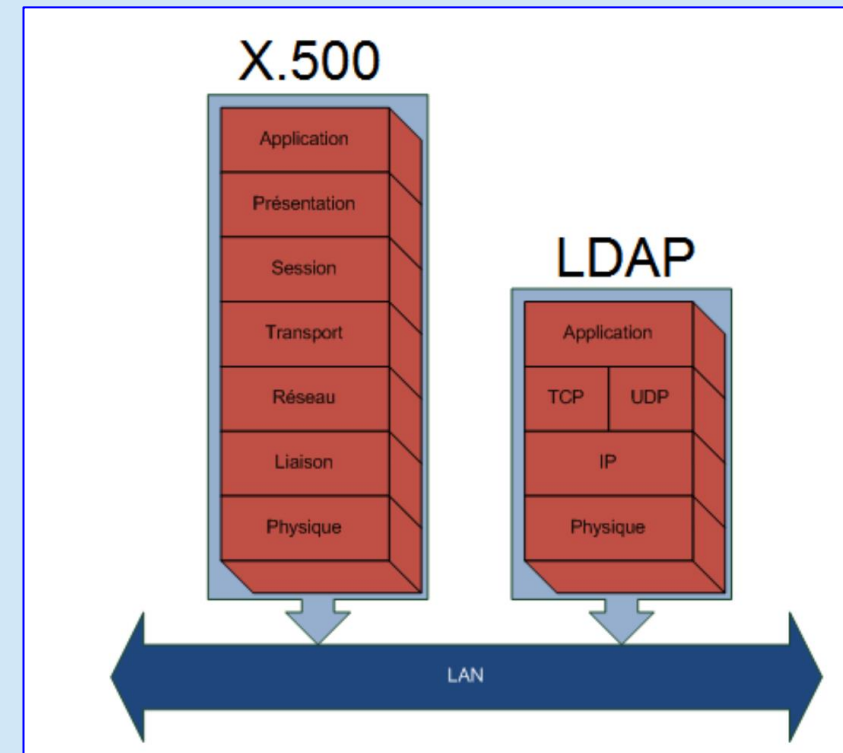 X.500
Application
Présentation
Session
Transport
Réseau
Liaison
Physique
LDAP
Application
TCP UDP
IP
Physique
LAN